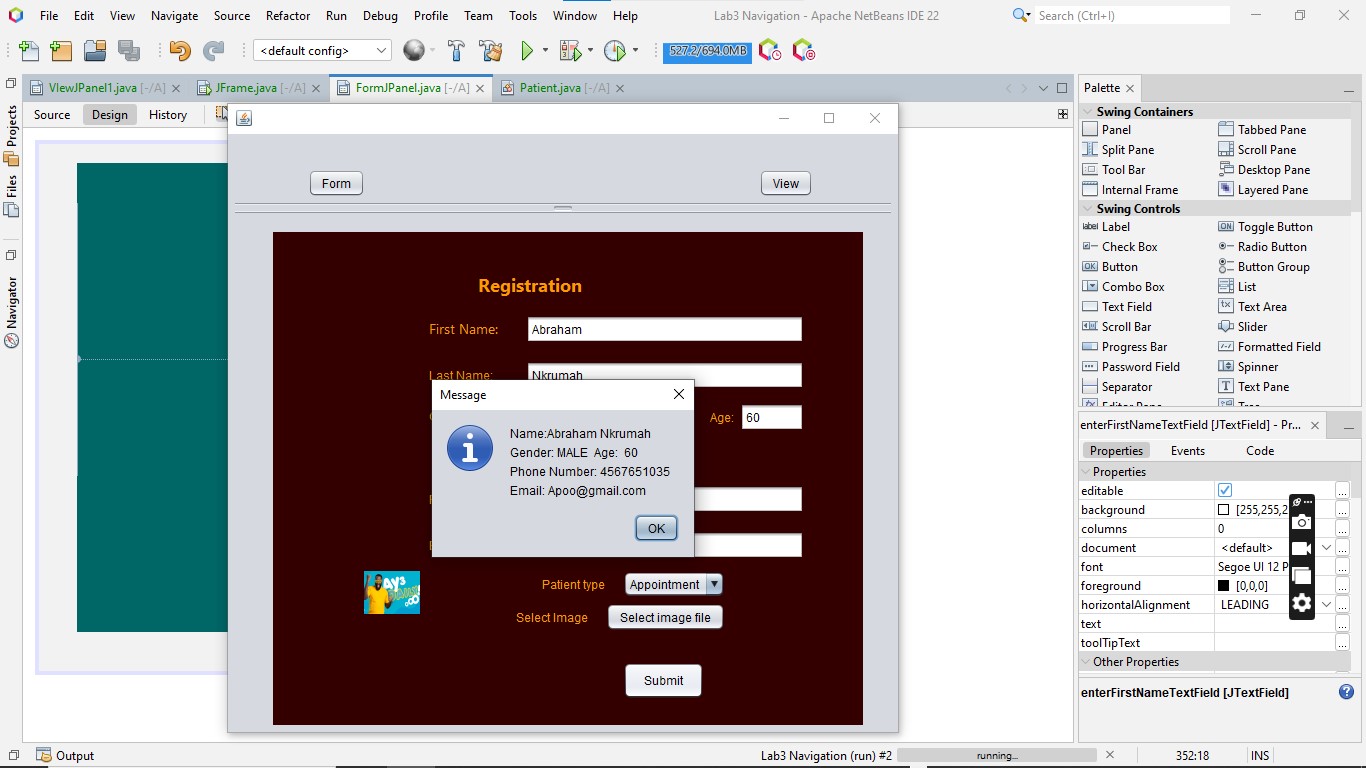 File Edit View Navigate Source Refactor Run Debug Profile Team Tools Window Help
Lab3 Navigation - Apache NetBeans IDE 22
Search (Ctrl+I)
<default config>
527.2/694.0MB
VIewJPanel1.java [-/A]
JFrame.java [-/A]
FormJPanel.java [-/A]
Patient.java [-/A]
Source Design History
Projects
Files
Navigator
Form
View
Registration
First Name: Abraham
Last Name: Nkrumah
Age: 60
Message
Name:Abraham Nkrumah
Gender: MALE Age: 60
Phone Number: 4567651035
Email: Apoo@gmail.com
OK
Patient type Appointment
Select Image Select image file
Submit
Palette
Swing Containers
Panel Tabbed Pane
Split Pane Scroll Pane
Tool Bar Desktop Pane
Internal Frame Layered Pane
Swing Controls
label Label ON Toggle Button
Check Box Radio Button
OK Button Button Group
Combo Box List
Text Field Text Area
Scroll Bar Slider
Progress Bar Formatted Field
Password Field Spinner
Separator Text Pane
Editor Pane Tree
enterFirstNameTextField [JTextField] - Pr...
Properties Events Code
Properties
editable
background [255,255,2
columns 0
document <default>
font Segoe UI 12 P
foreground [0,0,0]
horizontalAlignment LEADING
text
toolTipText
Other Properties
enterFirstNameTextField [JTextField]
Output
Lab3 Navigation (run) #2
running...
352:18
INS